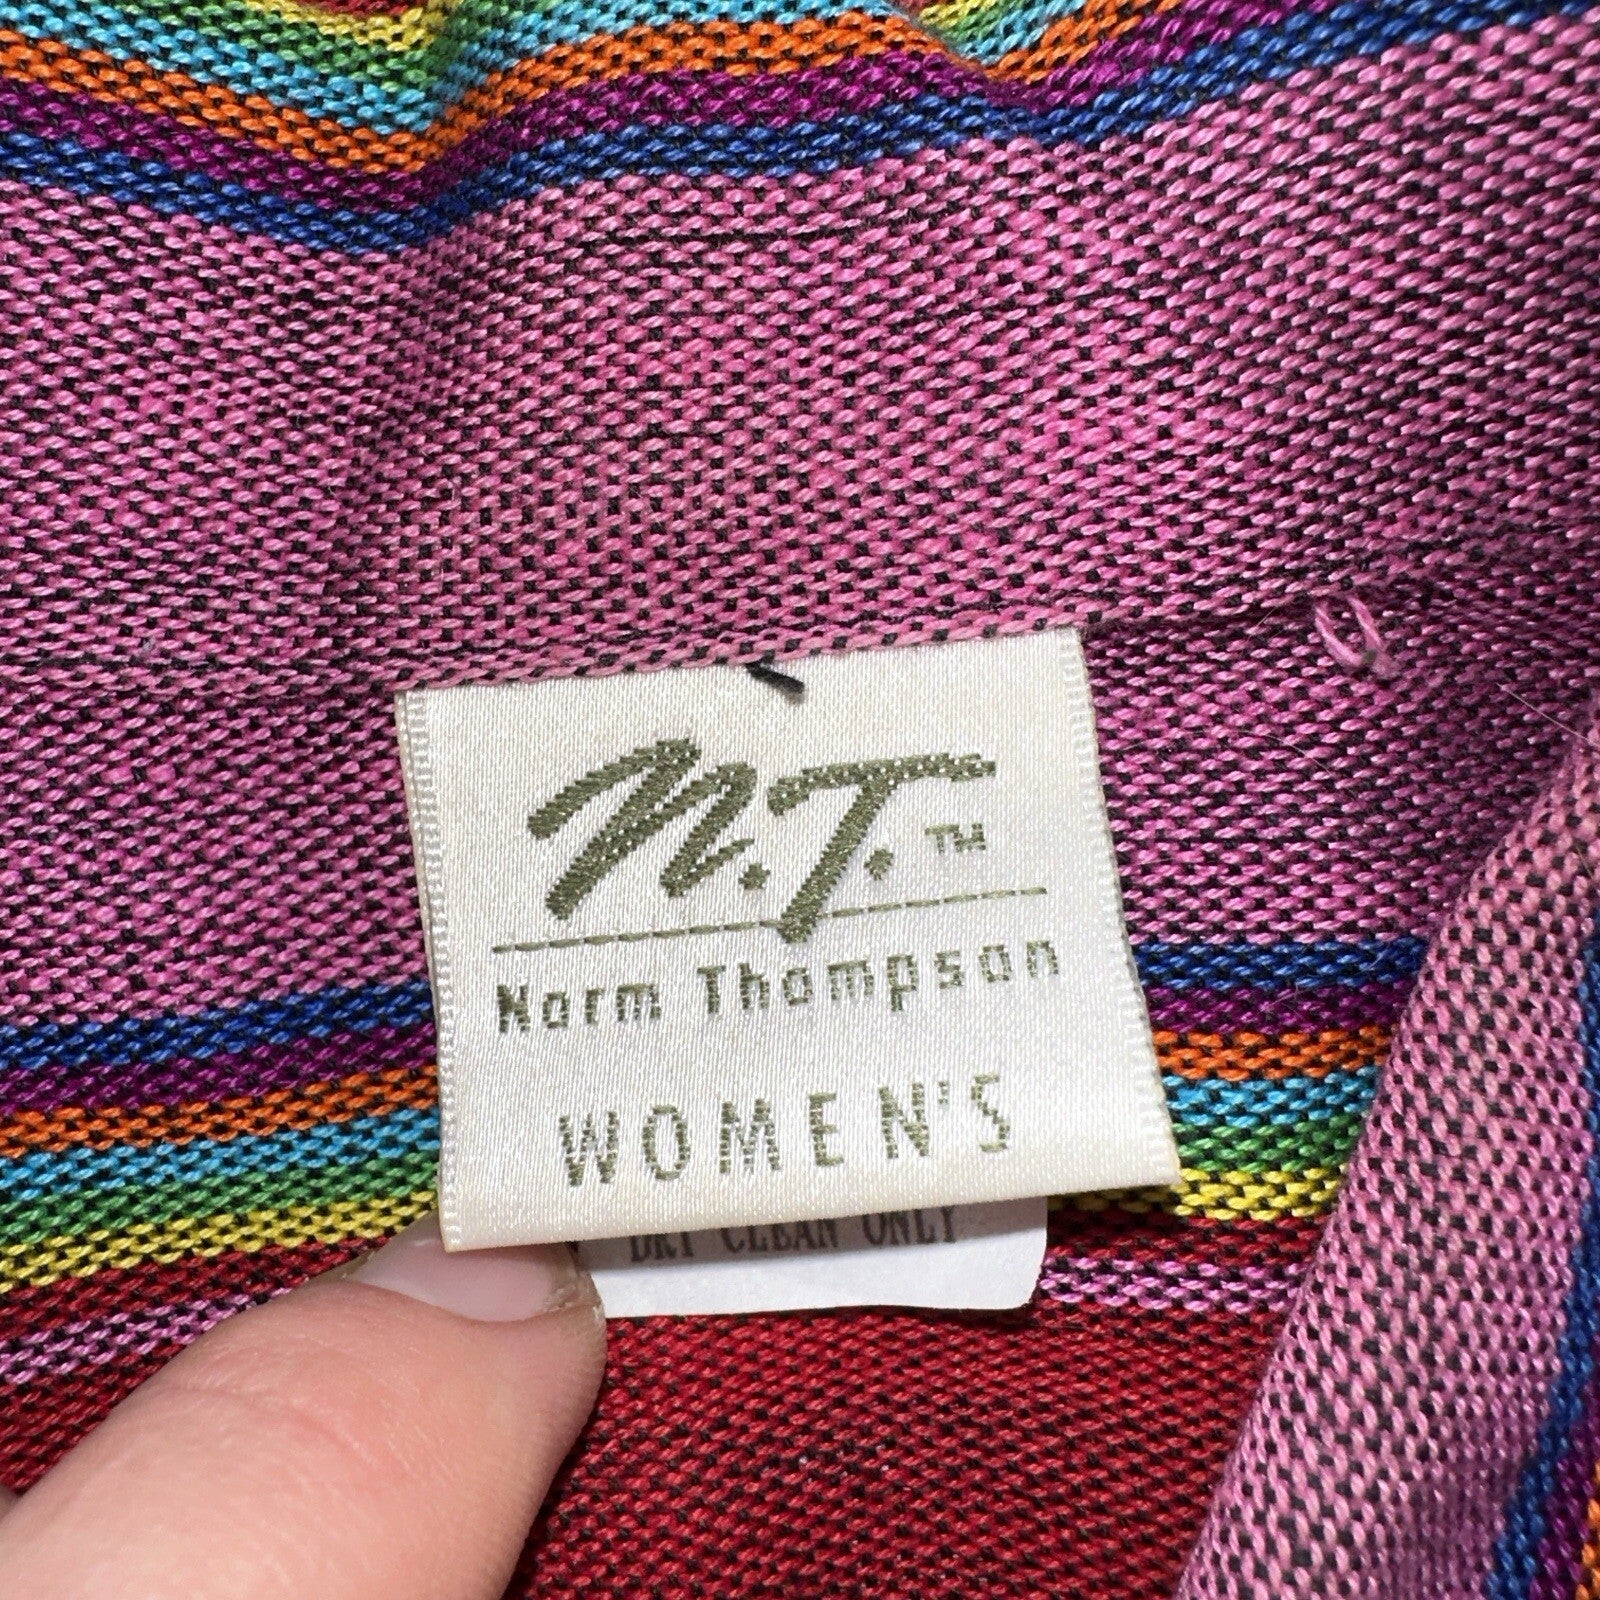 N.T.™
Norm Thompson
WOMEN'S
DRY CLEAN ONLY